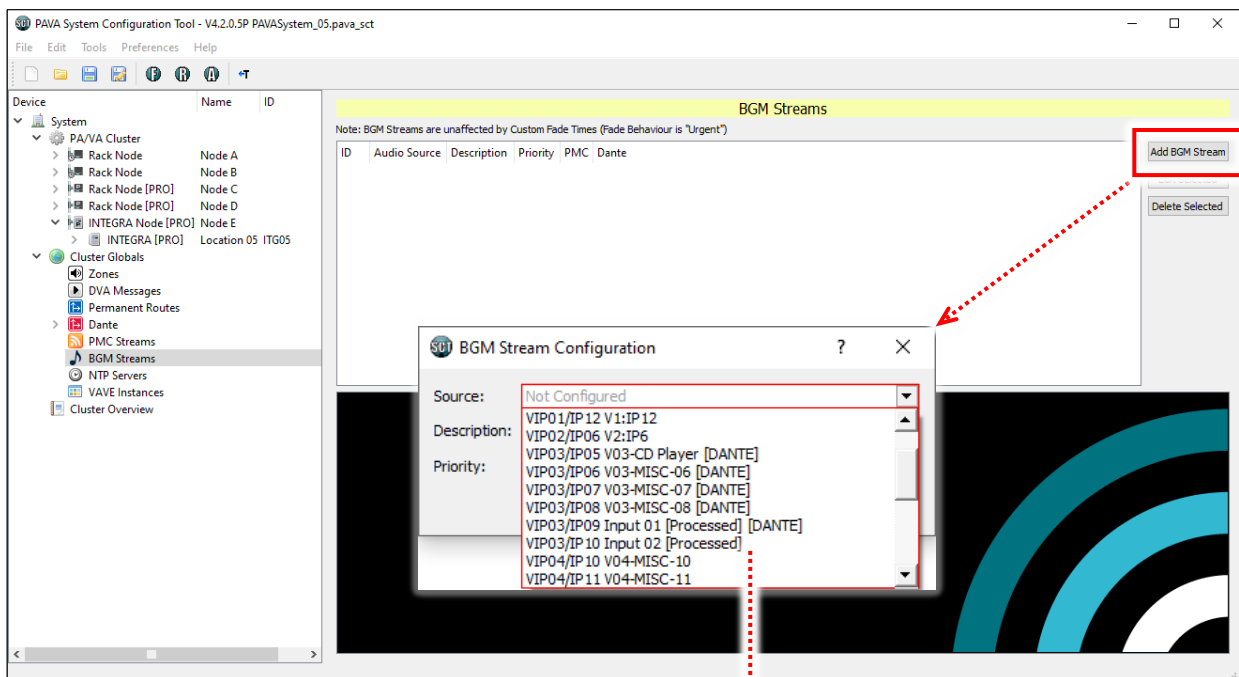 SCT PAVA System Configuration Tool - V4.2.0.5P PAVASystem_05.pava_sct
File Edit Tools Preferences Help
F R A T
Device Name ID
System
PA/VA Cluster
Rack Node Node A
Rack Node Node B
Rack Node [PRO] Node C
Rack Node [PRO] Node D
INTEGRA Node [PRO] Node E
INTEGRA [PRO] Location 05 ITG05
Cluster Globals
Zones
DVA Messages
Permanent Routes
Dante
PMC Streams
BGM Streams
NTP Servers
VAVE Instances
Cluster Overview
BGM Streams
Note: BGM Streams are unaffected by Custom Fade Times (Fade Behaviour is "Urgent")
ID Audio Source Description Priority PMC Dante
Add BGM Stream
Delete Selected
SCT BGM Stream Configuration ?
Source: Not Configured
Description:
Priority:
VIP01/IP12 V1:IP12
VIP02/IP06 V2:IP6
VIP03/IP05 V03-CD Player [DANTE]
VIP03/IP06 V03-MISC-06 [DANTE]
VIP03/IP07 V03-MISC-07 [DANTE]
VIP03/IP08 V03-MISC-08 [DANTE]
VIP03/IP09 Input 01 [Processed] [DANTE]
VIP03/IP10 Input 02 [Processed]
VIP04/IP10 V04-MISC-10
VIP04/IP11 V04-MISC-11